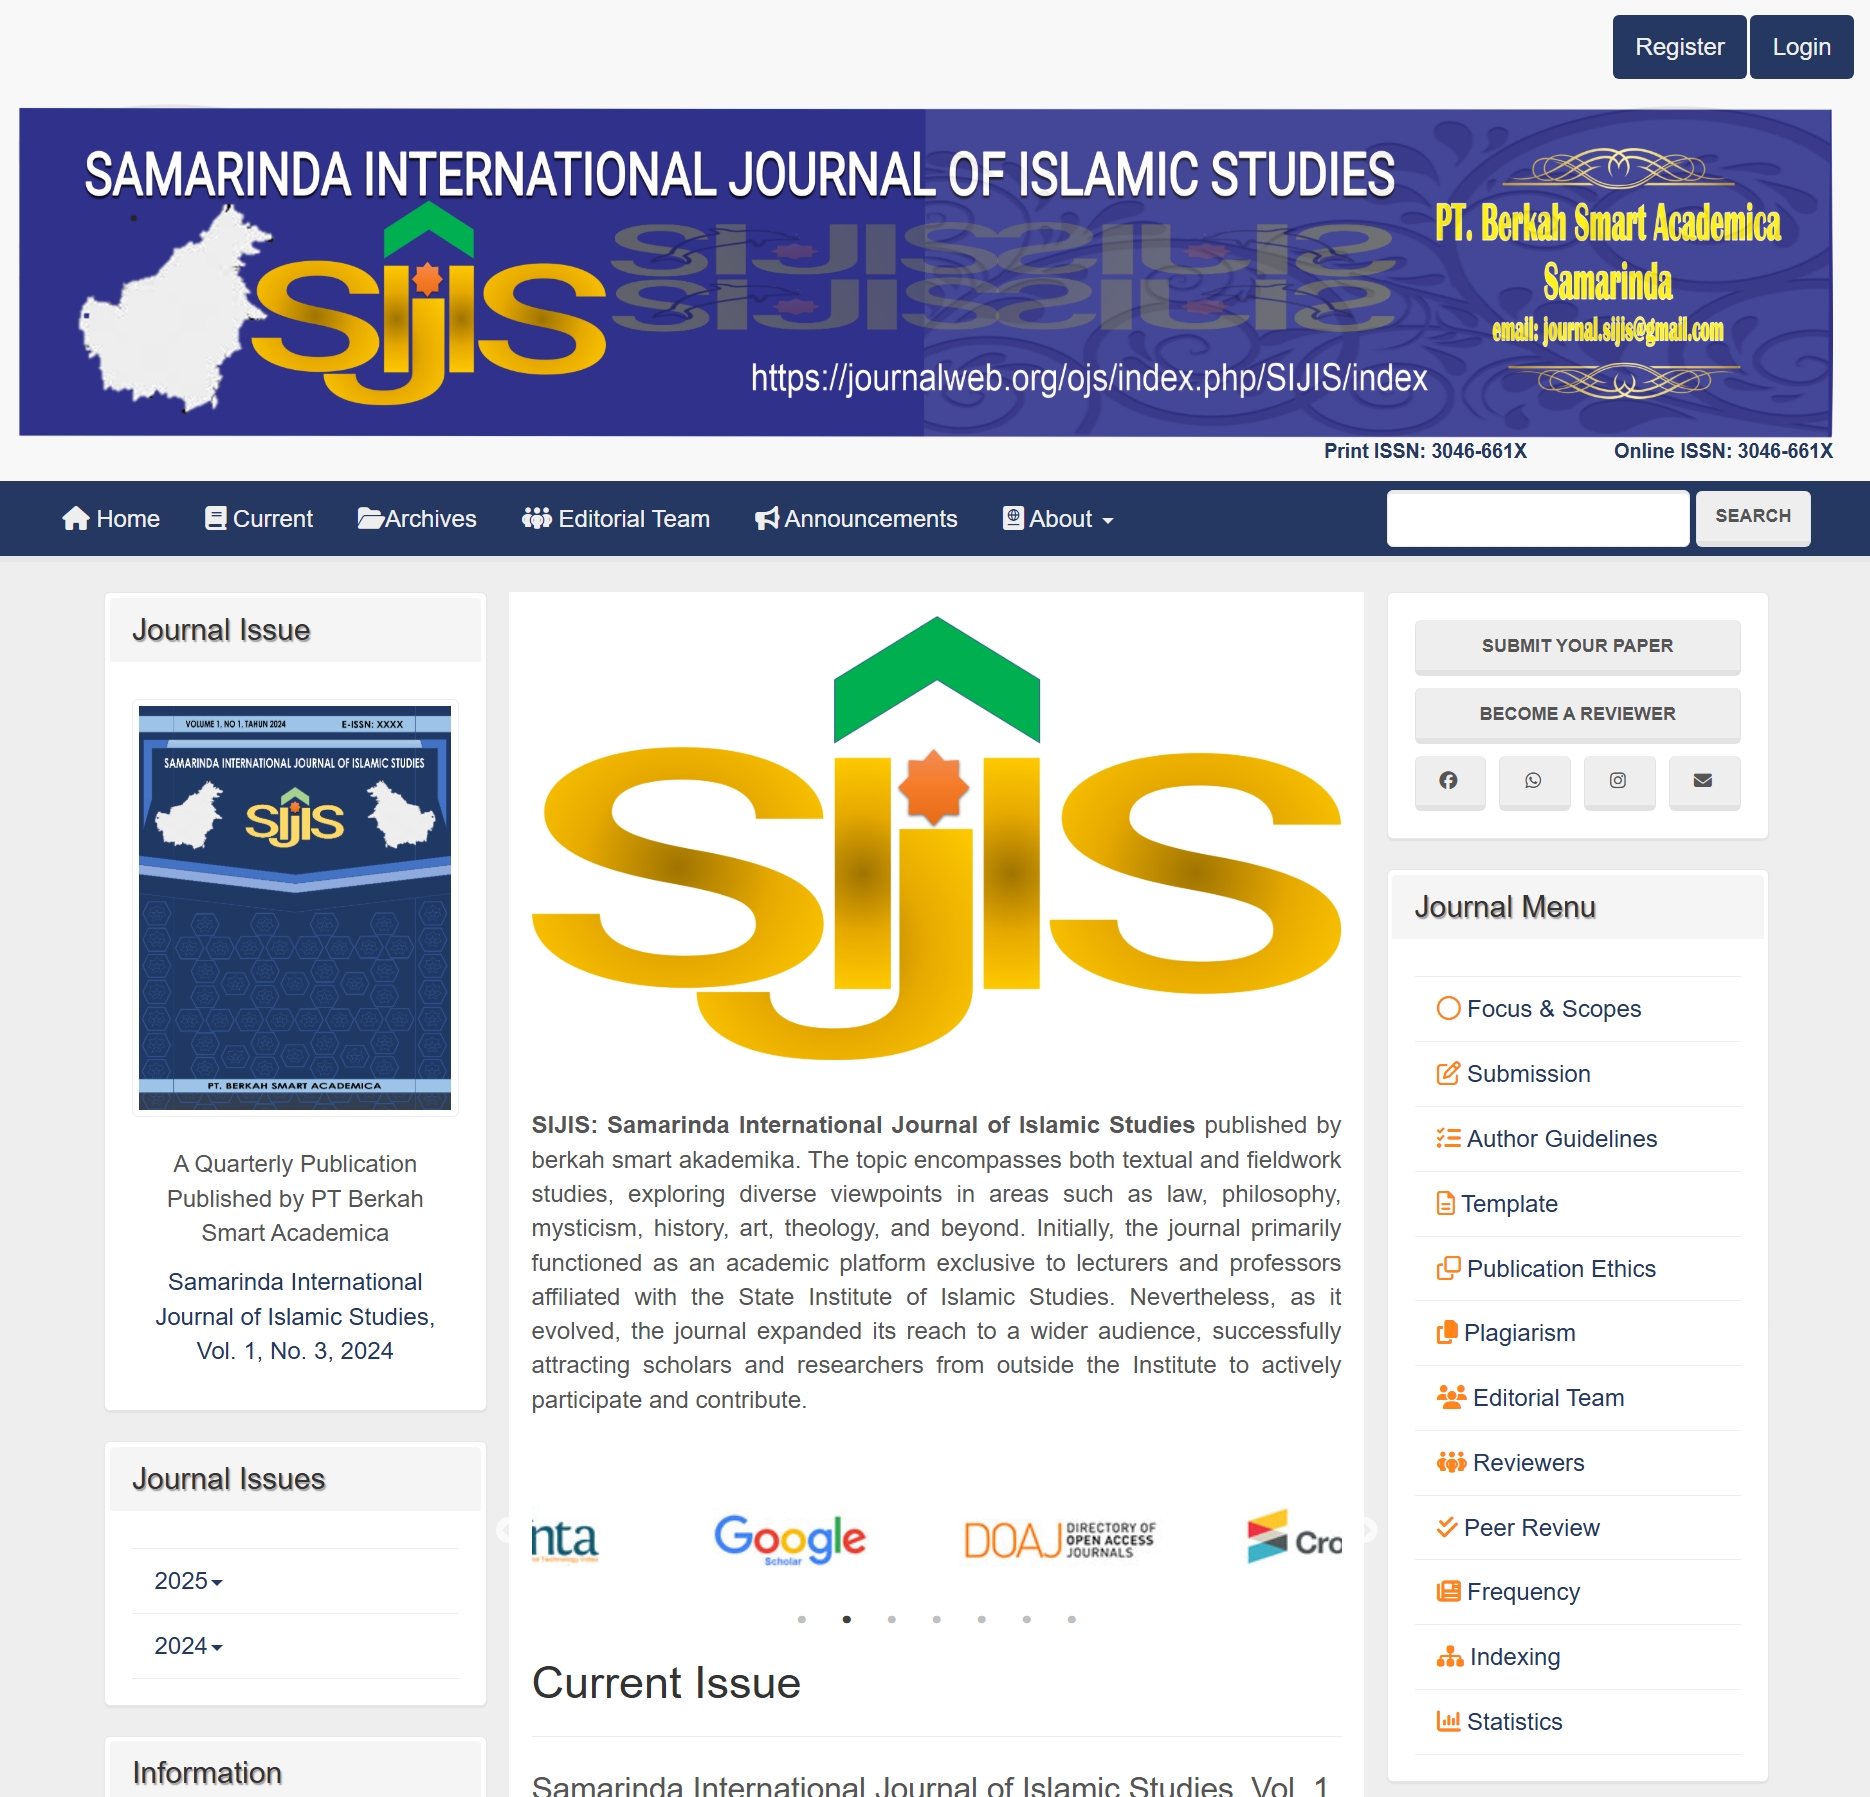 Register
Login
SAMARINDA INTERNATIONAL JOURNAL OF ISLAMIC STUDIES
SIJIS
PT. Berkah Smart Academica
Samarinda
email: journal.sijis@gmail.com
https://journalweb.org/ojs/index.php/SIJIS/index
Print ISSN: 3046-661X
Online ISSN: 3046-661X
Home
Current
Archives
Editorial Team
Announcements
About
SEARCH
Journal Issue
VOLUME 1, NO 1, TAHUN 2024
E-ISSN: XXXX
SAMARINDA INTERNATIONAL JOURNAL OF ISLAMIC STUDIES
SIJIS
PT. BERKAH SMART ACADEMICA
A Quarterly Publication
Published by PT Berkah
Smart Academica
Samarinda International
Journal of Islamic Studies,
Vol. 1, No. 3, 2024
Journal Issues
2025
2024
Information
SIJIS
SIJIS: Samarinda International Journal of Islamic Studies published by
berkah smart akademika. The topic encompasses both textual and fieldwork
studies, exploring diverse viewpoints in areas such as law, philosophy,
mysticism, history, art, theology, and beyond. Initially, the journal primarily
functioned as an academic platform exclusive to lecturers and professors
affiliated with the State Institute of Islamic Studies. Nevertheless, as it
evolved, the journal expanded its reach to a wider audience, successfully
attracting scholars and researchers from outside the Institute to actively
participate and contribute.
nta
Google
Scholar
DOAJ DIRECTORY OF
OPEN ACCESS
JOURNALS
Cro
Current Issue
Samarinda International Journal of Islamic Studies, Vol. 1
SUBMIT YOUR PAPER
BECOME A REVIEWER
Journal Menu
Focus & Scopes
Submission
Author Guidelines
Template
Publication Ethics
Plagiarism
Editorial Team
Reviewers
Peer Review
Frequency
Indexing
Statistics